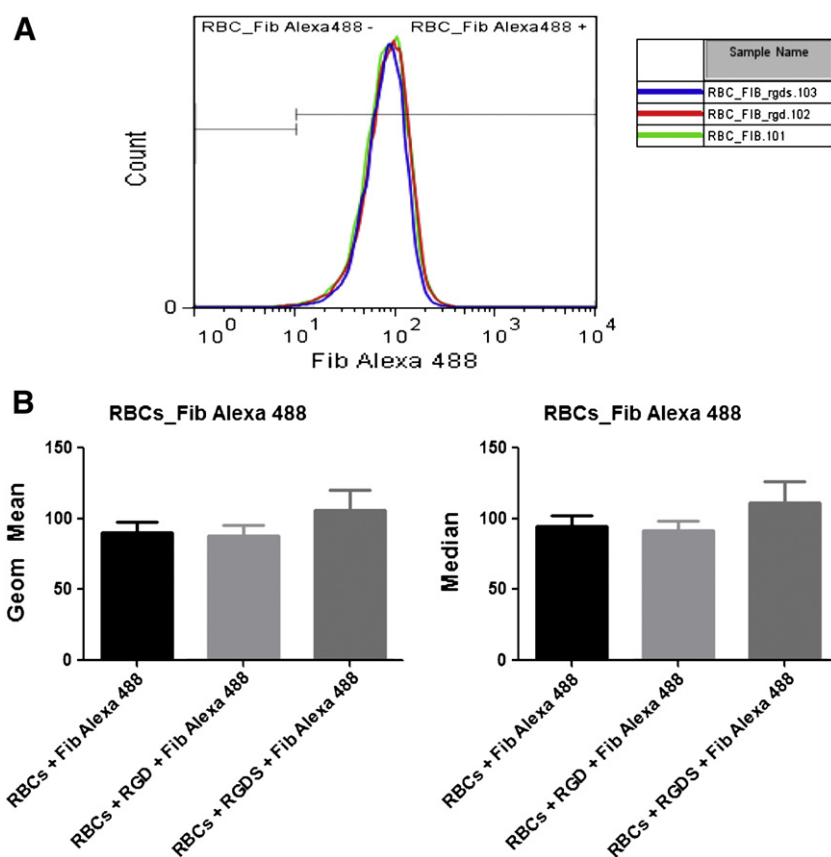 A
RBC_Fib Alexa488 - RBC_Fib Alexa488 +
Count
0
10^0 10^1 10^2 10^3 10^4
Fib Alexa 488
Sample Name
RBC_FIB_rgds.103
RBC_FIB_rgd.102
RBC_FIB.101
B
RBCs_Fib Alexa 488
Geom Mean
150
100
50
0
RBCs + Fib Alexa 488
RBCs + RGD + Fib Alexa 488
RBCs + RGDS + Fib Alexa 488
RBCs_Fib Alexa 488
Median
150
100
50
0
RBCs + Fib Alexa 488
RBCs + RGD + Fib Alexa 488
RBCs + RGDS + Fib Alexa 488